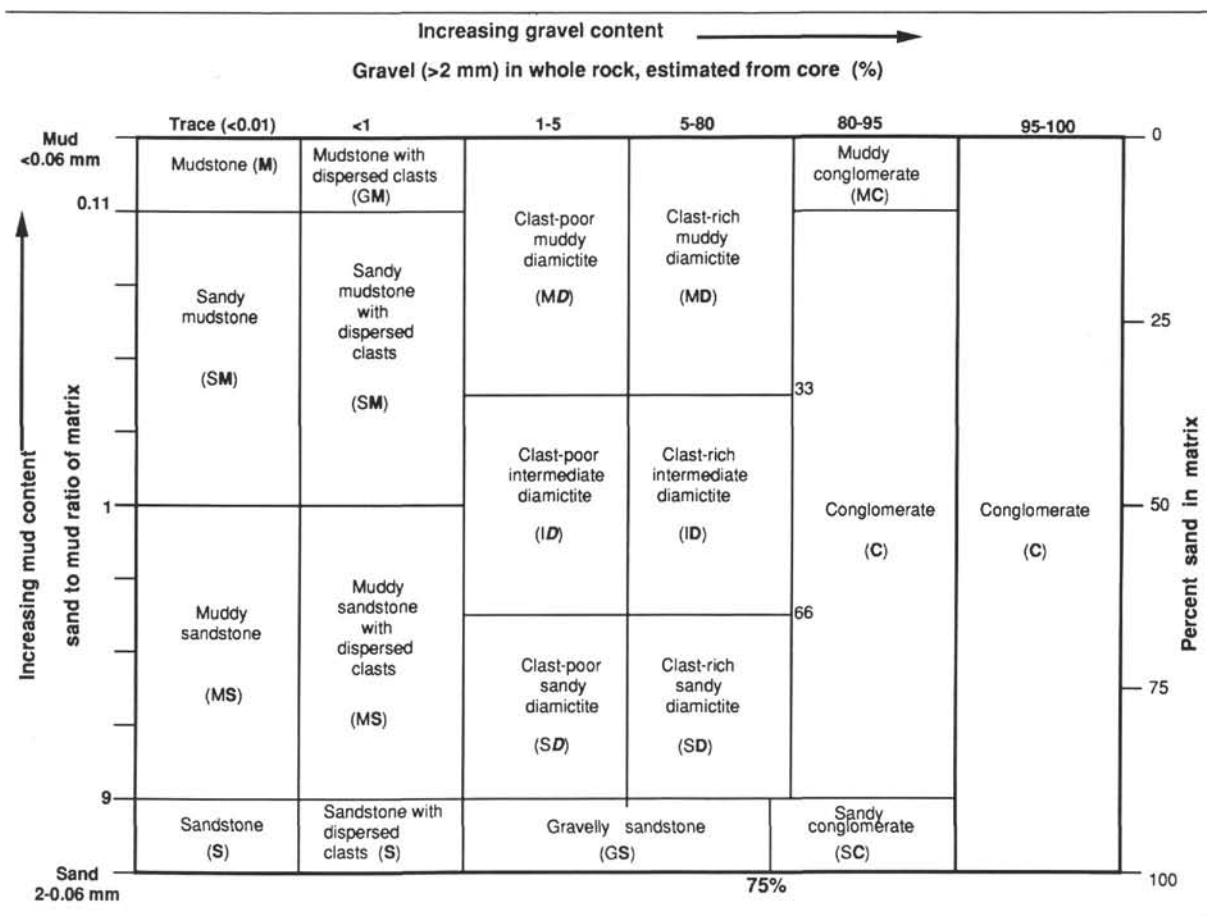 Increasing gravel content
Gravel (>2 mm) in whole rock, estimated from core (%)
Trace (<0.01)
<1
1-5
5-80
80-95
95-100
Mud
<0.06 mm
0.11
1
9
Sand
2-0.06 mm
Increasing mud content
sand to mud ratio of matrix
Mudstone (M)
Sandy
mudstone
(SM)
Muddy
sandstone
(MS)
Sandstone
(S)
Mudstone with
dispersed clasts
(GM)
Sandy
mudstone
with
dispersed
clasts
(SM)
Muddy
sandstone
with
dispersed
clasts
(MS)
Sandstone with
dispersed
clasts (S)
Clast-poor
muddy
diamictite
(MD)
Clast-poor
intermediate
diamictite
(ID)
Clast-poor
sandy
diamictite
(SD)
Clast-rich
muddy
diamictite
(MD)
Clast-rich
intermediate
diamictite
(ID)
Clast-rich
sandy
diamictite
(SD)
Gravelly sandstone
(GS)
33
66
75%
Muddy
conglomerate
(MC)
Conglomerate
(C)
Sandy
conglomerate
(SC)
Conglomerate
(C)
0
25
50
75
100
Percent sand in matrix